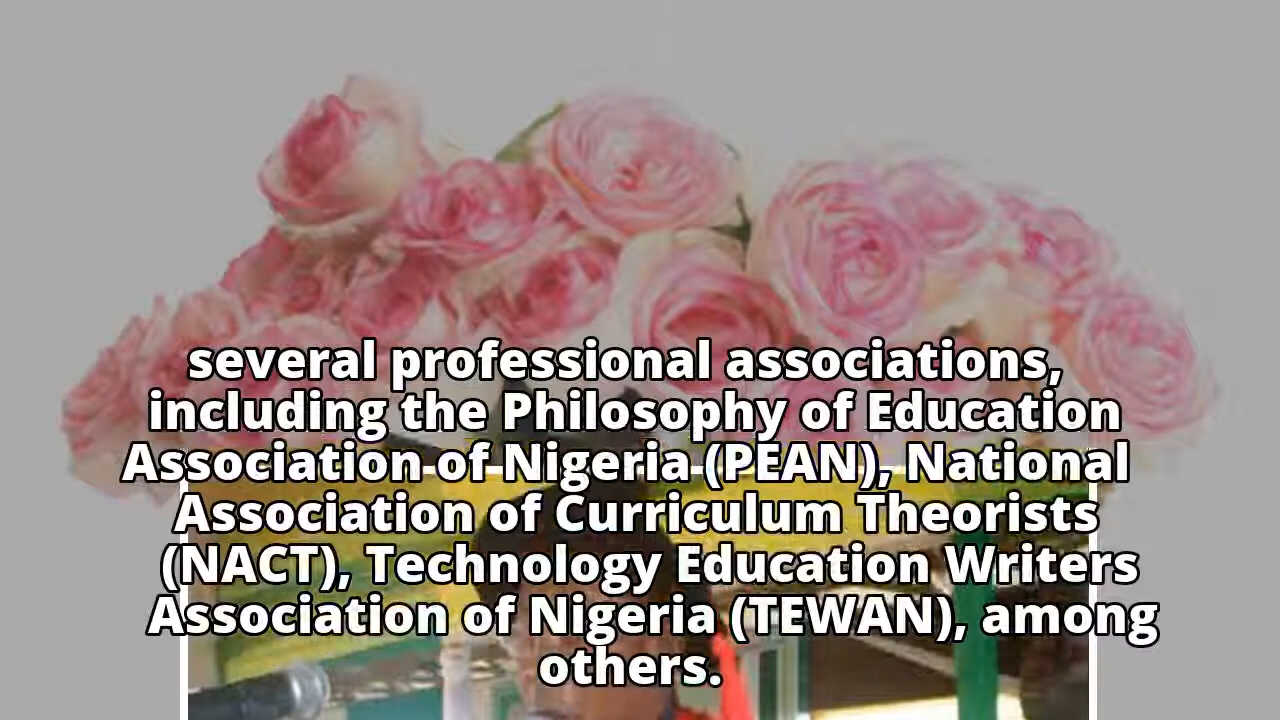 several professional associations,
including the Philosophy of Education
Association of Nigeria (PEAN), National
Association of Curriculum Theorists
(NACT), Technology Education Writers
Association of Nigeria (TEWAN), among
others.